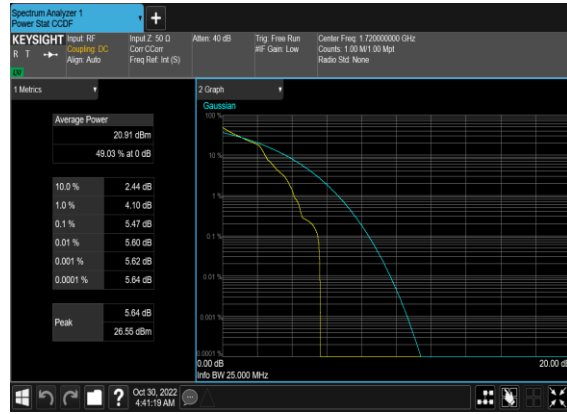 Spectrum Analyzer 1
Power Stat CCDF
+
KEYSIGHT
R T
LXI
Input: RF
Coupling: DC
Align: Auto
Input Z: 50 Ω
Corr CCorr
Freq Ref: Int (S)
Atten: 40 dB
Trig: Free Run
#IF Gain: Low
Center Freq: 1.720000000 GHz
Counts: 1.00 M/1.00 Mpt
Radio Std: None
1 Metrics
Average Power
20.91 dBm
49.03 % at 0 dB
10.0 % 2.44 dB
1.0 % 4.10 dB
0.1 % 5.47 dB
0.01 % 5.60 dB
0.001 % 5.62 dB
0.0001 % 5.64 dB
Peak
5.64 dB
26.55 dBm
2 Graph
Gaussian
100 %
10 %
1 %
0.1 %
0.01 %
0.001 %
0.0001 %
0.00 dB
20.00 dB
Info BW 25.000 MHz
?
Oct 30, 2022
4:41:19 AM